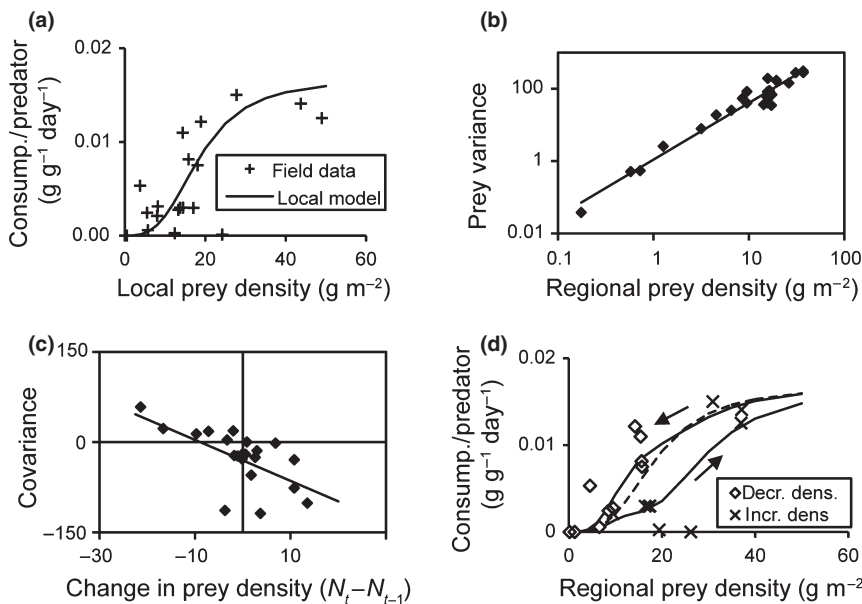 (a)
0.02
0.01
0.00
0
20
40
60
Consump./predator
(g g⁻¹ day⁻¹)
Field data
Local model
Local prey density (g m⁻²)
(b)
100
1
0.01
0.1
1
10
100
Prey variance
Regional prey density (g m⁻²)
(c)
150
0
−150
−30
−10
10
Covariance
Change in prey density (Nₜ−Nₜ₋₁)
(d)
0.02
0.01
0
0
20
40
60
Consump./predator
(g g⁻¹ day⁻¹)
Decr. dens.
Incr. dens
Regional prey density (g m⁻²)